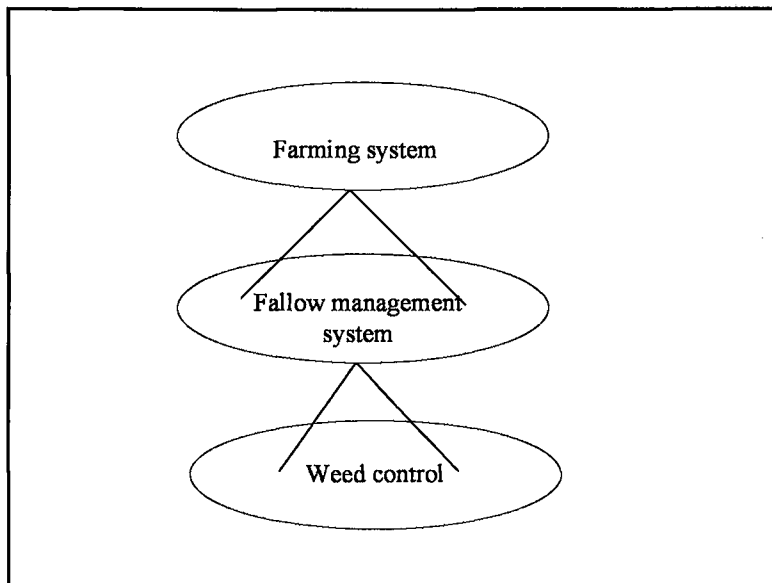 Farming system
Fallow management
system
Weed control